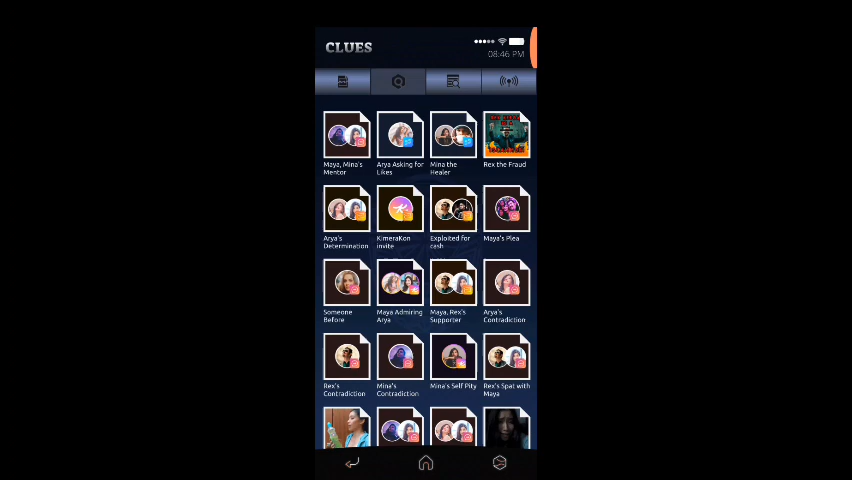 CLUES
08:46 PM
Maya, Mina's Mentor
Arya Asking for Likes
Mina the Healer
Rex the Fraud
Arya's Determination
KimeraKon invite
Exploited for cash
Maya's Plea
Someone Before
Maya Admiring Arya
Maya, Rex's Supporter
Arya's Contradiction
Rex's Contradiction
Mina's Contradiction
Mina's Self Pity
Rex's Spat with Maya